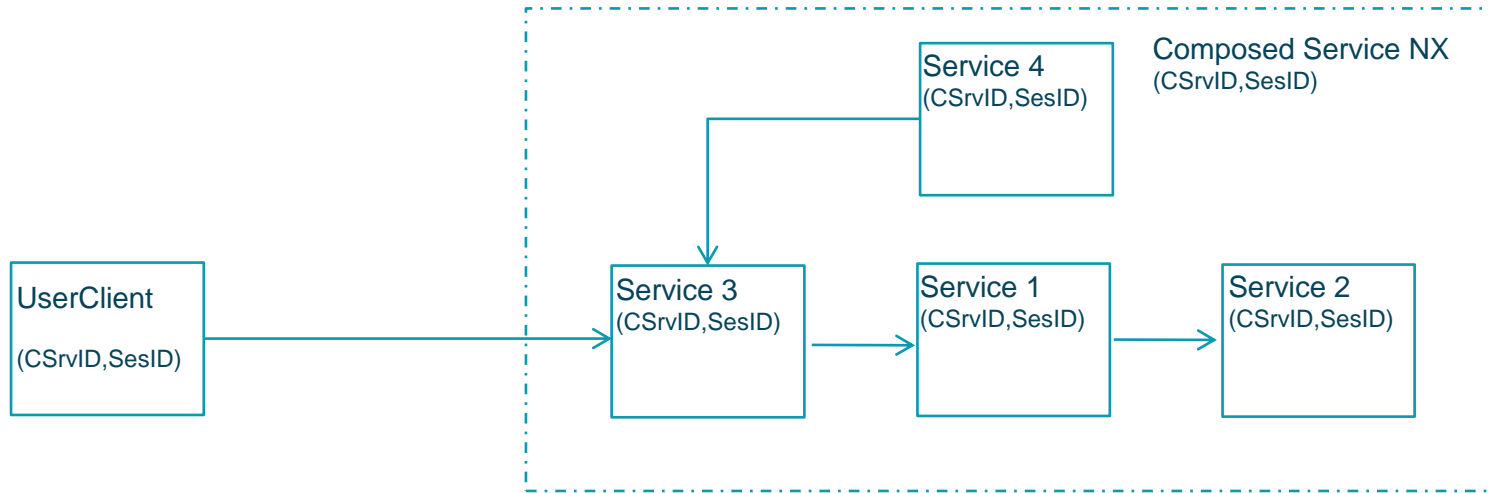 Service 4
(CSrvID,SesID)
Composed Service NX
(CSrvID,SesID)
UserClient
(CSrvID,SesID)
Service 3
(CSrvID,SesID)
Service 1
(CSrvID,SesID)
Service 2
(CSrvID,SesID)